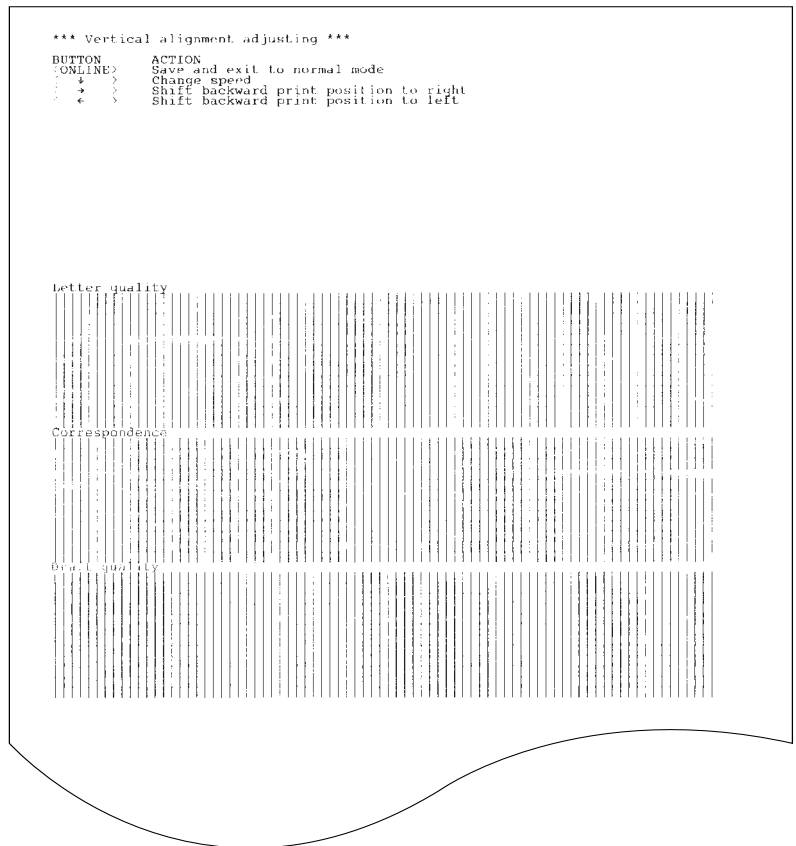 *** Vertical alignment adjusting ***
BUTTON ACTION
<ONLINE> Save and exit to normal mode
< ↓ > Change speed
< → > Shift backward print position to right
< ← > Shift backward print position to left
Letter quality
Correspondence
Draft quality